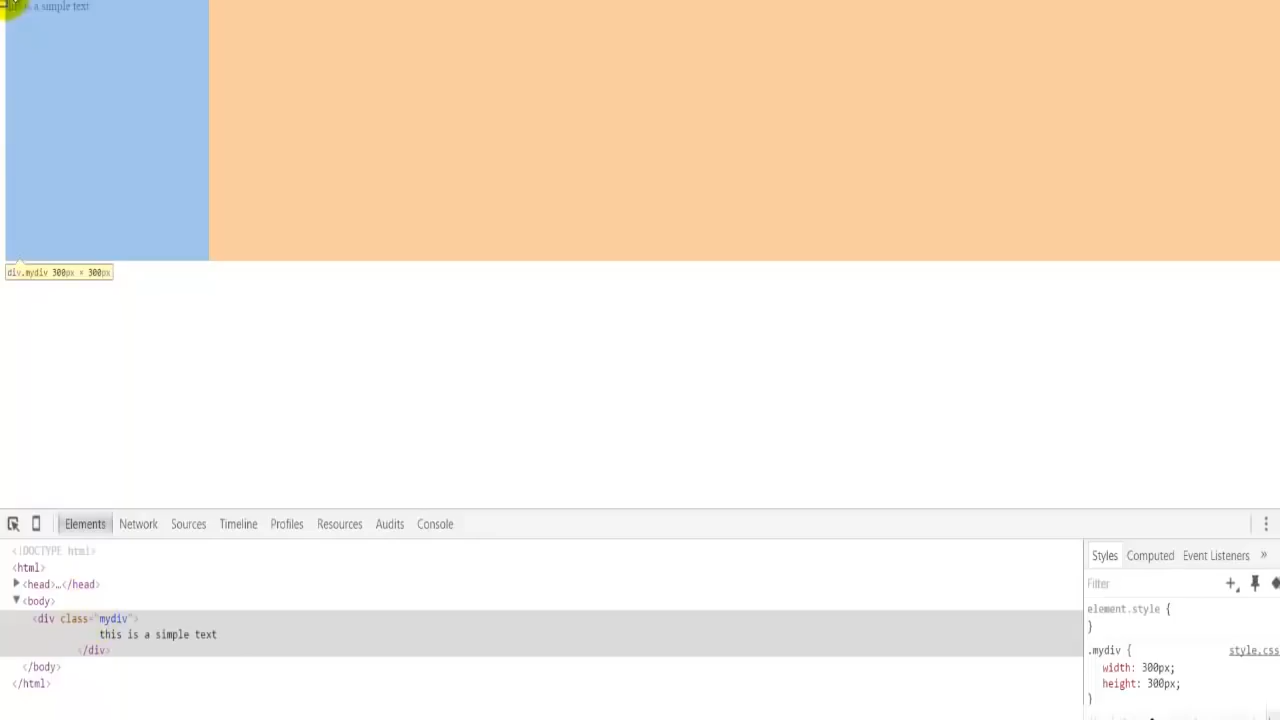 is a simple text
div.mydiv 300px × 300px
Elements Network Sources Timeline Profiles Resources Audits Console
<!DOCTYPE html>
<html>
<head>…</head>
<body>
<div class="mydiv">
this is a simple text
</div>
</body>
</html>
Styles Computed Event Listeners »
Filter
element.style {
}
.mydiv { style.css
width: 300px;
height: 300px;
}